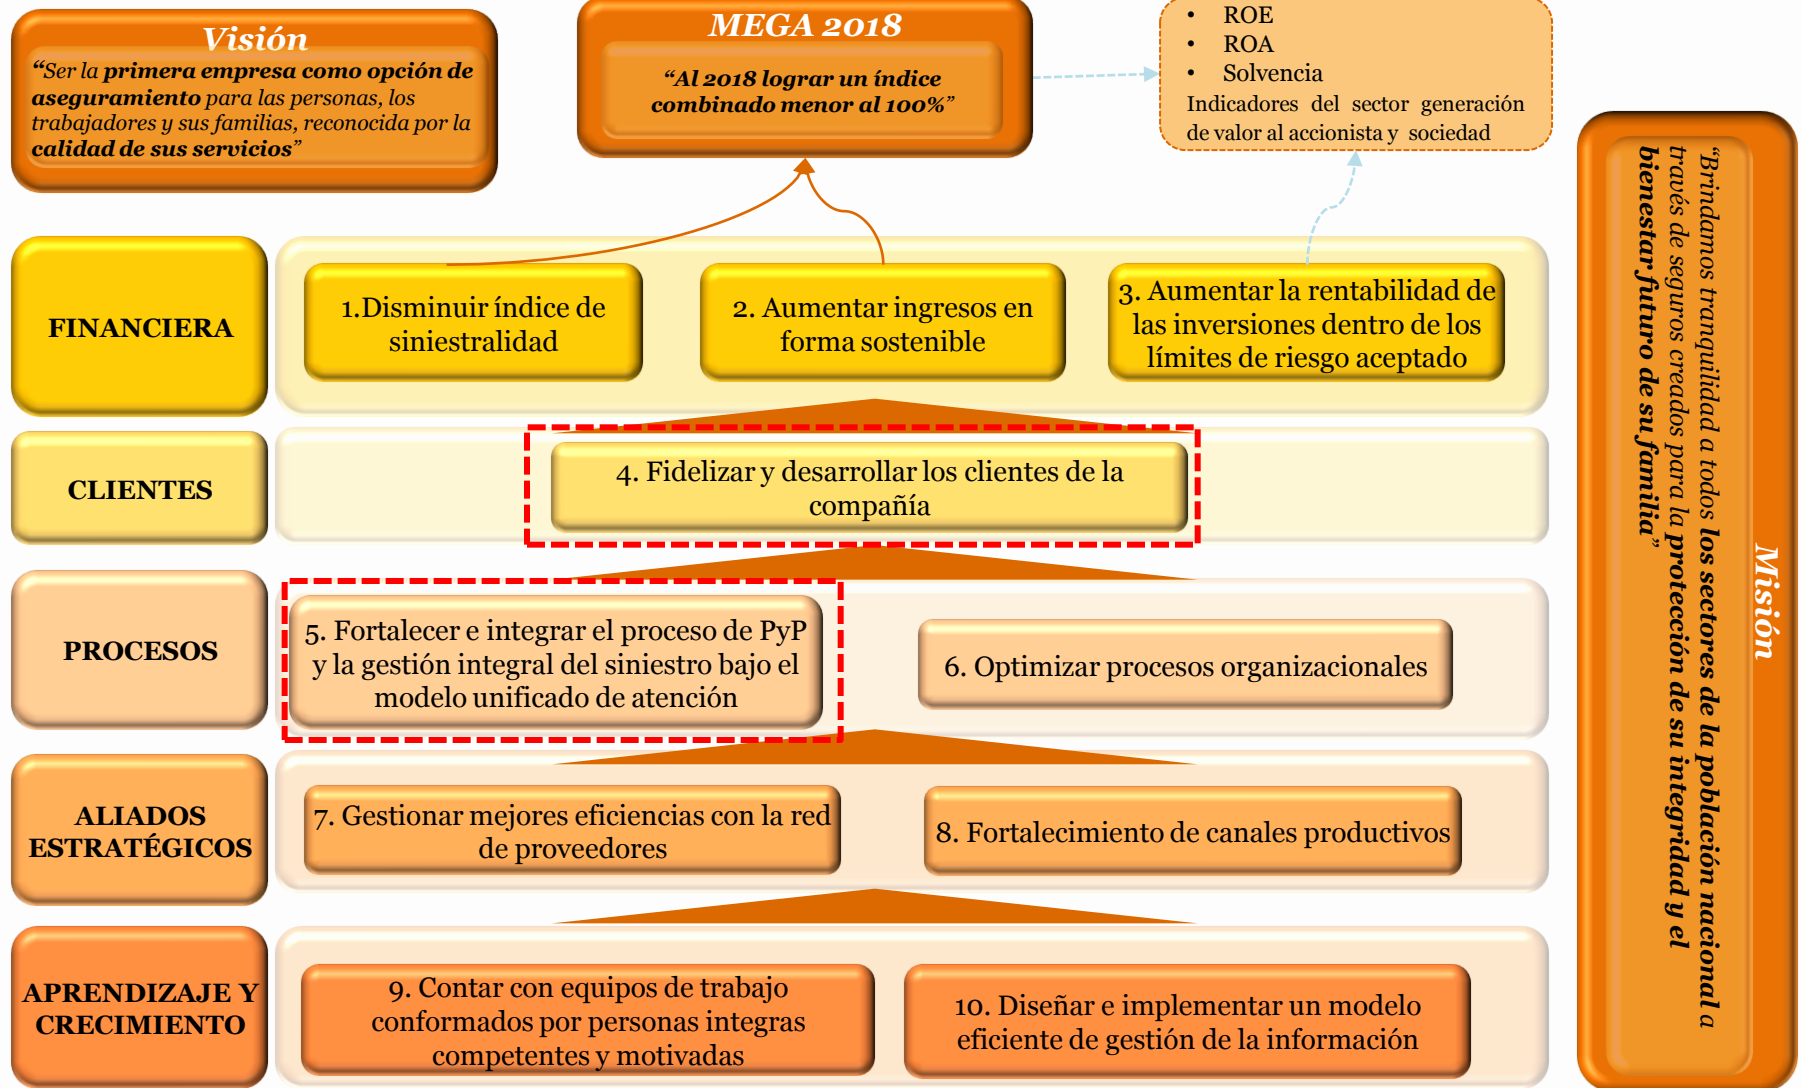 Visión
“Ser la primera empresa como opción de
aseguramiento para las personas, los
trabajadores y sus familias, reconocida por la
calidad de sus servicios”
MEGA 2018
“Al 2018 lograr un índice
combinado menor al 100%”
• ROE
• ROA
• Solvencia
Indicadores del sector generación
de valor al accionista y sociedad
FINANCIERA
1.Disminuir índice de
siniestralidad
2. Aumentar ingresos en
forma sostenible
3. Aumentar la rentabilidad de
las inversiones dentro de los
límites de riesgo aceptado
CLIENTES
4. Fidelizar y desarrollar los clientes de la
compañía
PROCESOS
5. Fortalecer e integrar el proceso de PyP
y la gestión integral del siniestro bajo el
modelo unificado de atención
6. Optimizar procesos organizacionales
ALIADOS
ESTRATÉGICOS
7. Gestionar mejores eficiencias con la red
de proveedores
8. Fortalecimiento de canales productivos
APRENDIZAJE Y
CRECIMIENTO
9. Contar con equipos de trabajo
conformados por personas integras
competentes y motivadas
10. Diseñar e implementar un modelo
eficiente de gestión de la información
Misión
“Brindamos tranquilidad a todos los sectores de la población nacional a
través de seguros creados para la protección de su integridad y el
bienestar futuro de su familia”